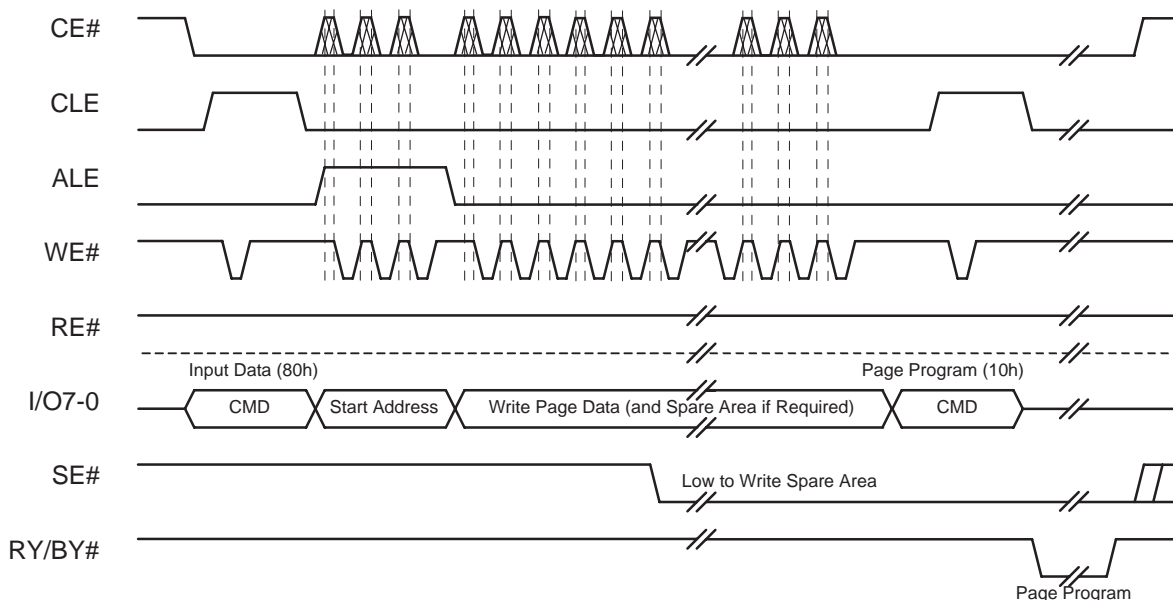 CE#
CLE
ALE
WE#
RE#
Input Data (80h)
Page Program (10h)
I/O7-0
CMD
Start Address
Write Page Data (and Spare Area if Required)
CMD
SE#
Low to Write Spare Area
RY/BY#
Page Program